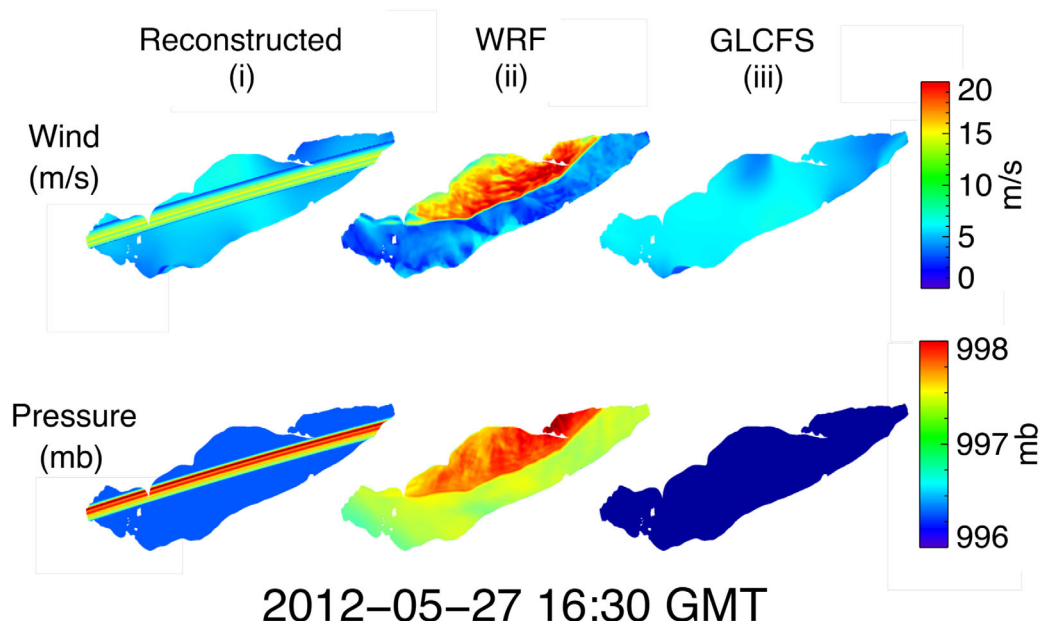 Reconstructed
(i)
WRF
(ii)
GLCFS
(iii)
Wind
(m/s)
20
15
10
5
0
m/s
Pressure
(mb)
998
997
996
mb
2012−05−27 16:30 GMT